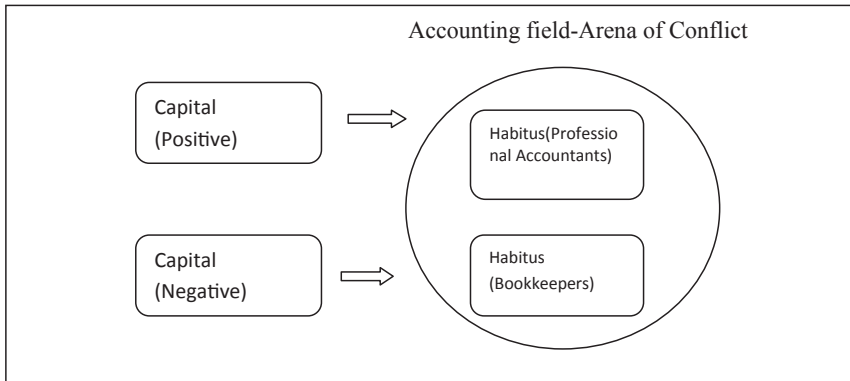 Accounting field-Arena of Conflict
Capital
(Positive)
Habitus(Professio
nal Accountants)
Capital
(Negative)
Habitus
(Bookkeepers)